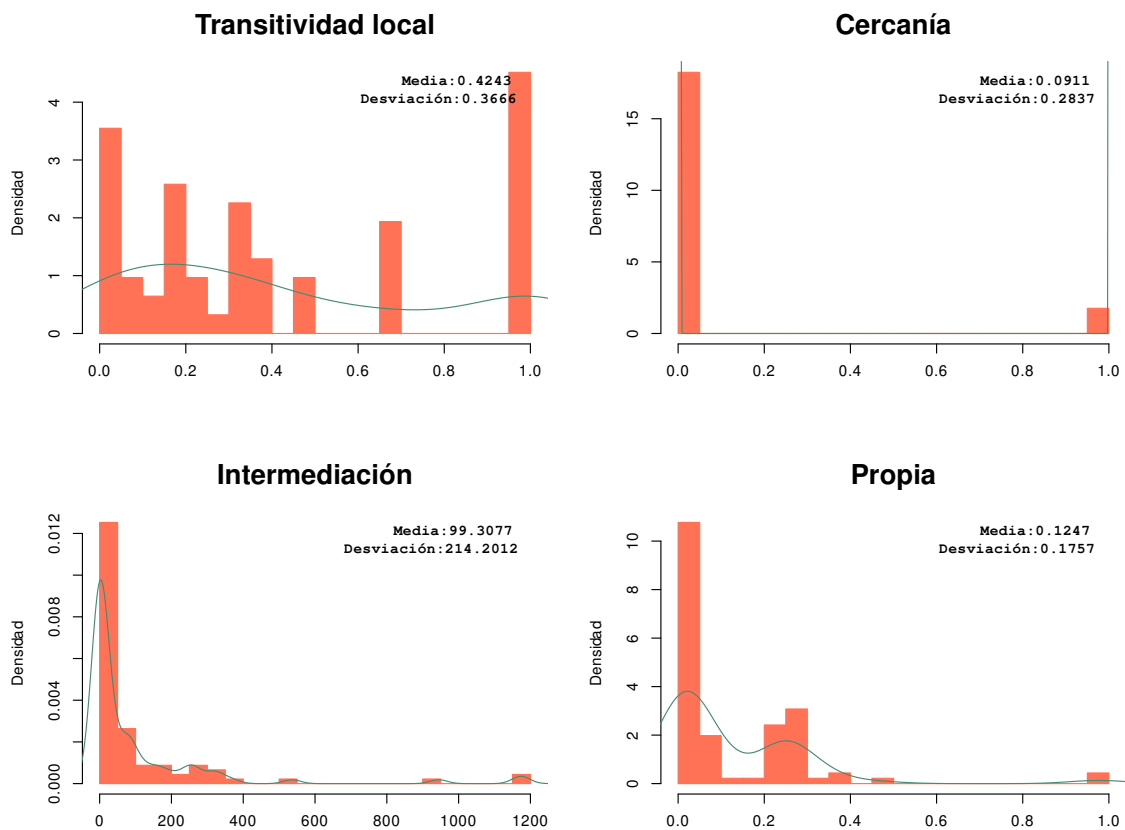 Transitividad local
Media:0.4243
Desviación:0.3666
Densidad
0 1 2 3 4
0.0 0.2 0.4 0.6 0.8 1.0
Cercanía
Media:0.0911
Desviación:0.2837
Densidad
0 5 10 15
0.0 0.2 0.4 0.6 0.8 1.0
Intermediación
Media:99.3077
Desviación:214.2012
Densidad
0.000 0.004 0.008 0.012
0 200 400 600 800 1000 1200
Propia
Media:0.1247
Desviación:0.1757
Densidad
0 2 4 6 8 10
0.0 0.2 0.4 0.6 0.8 1.0